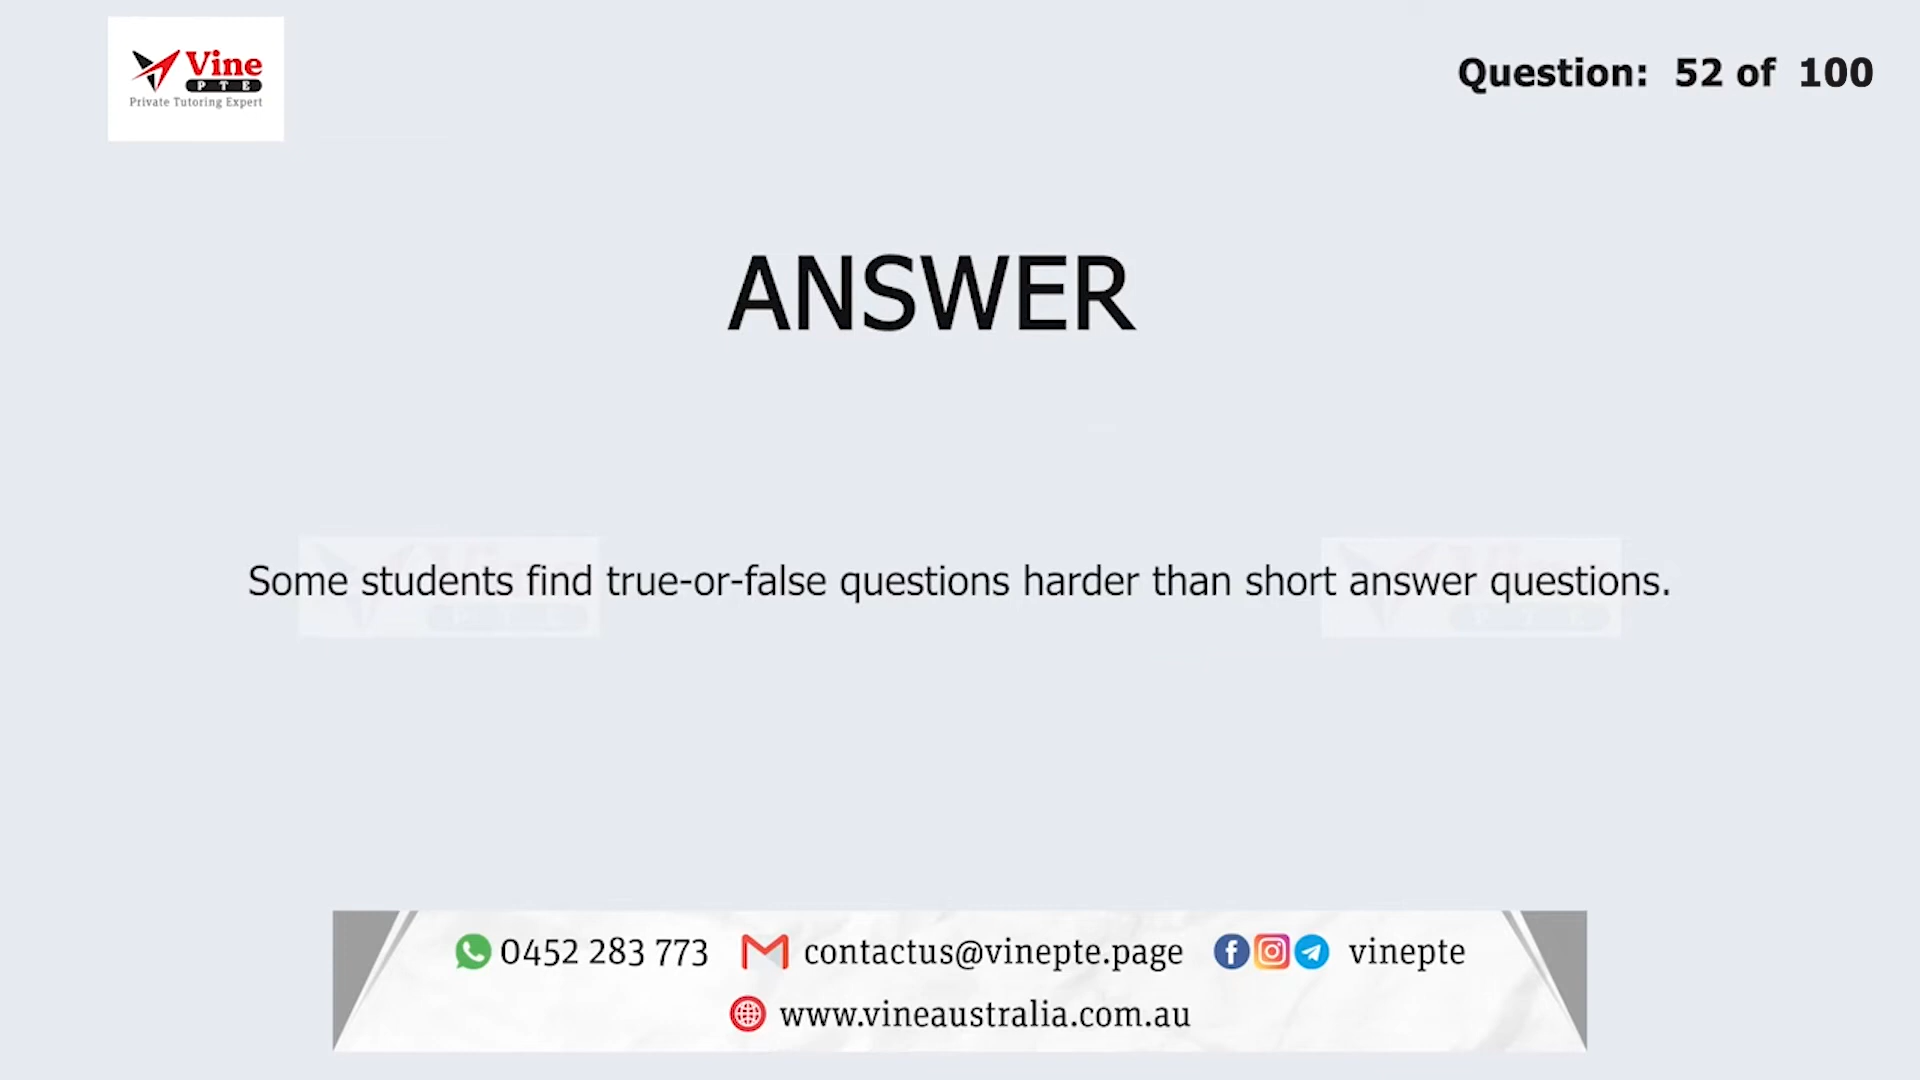 Vine
PTE
Private Tutoring Expert
Question: 52 of 100
ANSWER
Some students find true-or-false questions harder than short answer questions.
0452 283 773 contactus@vinepte.page vinepte
www.vineaustralia.com.au